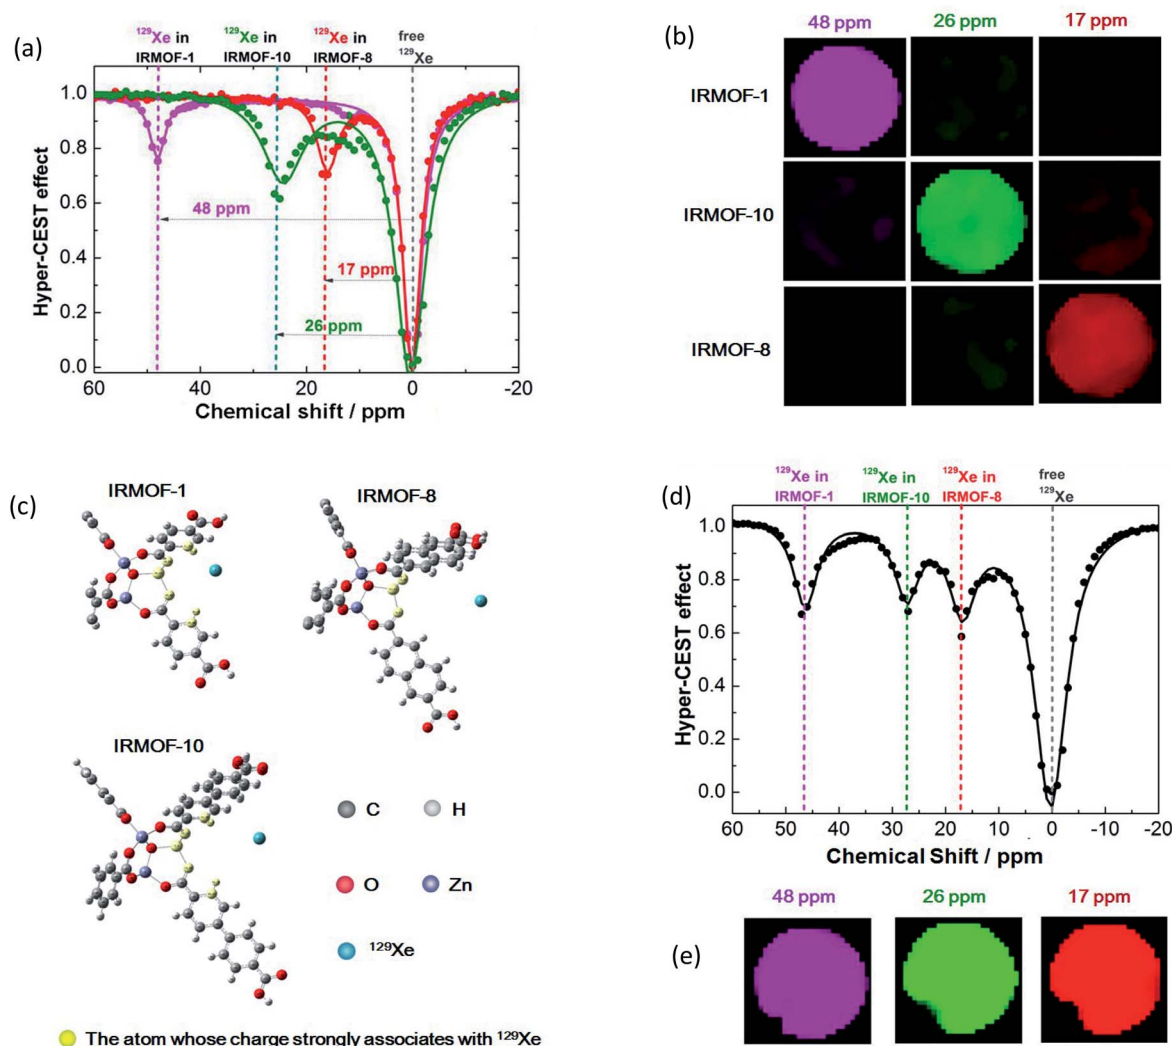 (a)
¹²⁹Xe in
IRMOF-1
¹²⁹Xe in
IRMOF-10
¹²⁹Xe in
IRMOF-8
free
¹²⁹Xe
1.0
0.8
0.6
0.4
0.2
0.0
Hyper-CEST effect
48 ppm
17 ppm
26 ppm
60
40
20
0
-20
Chemical shift / ppm
(b)
48 ppm
26 ppm
17 ppm
IRMOF-1
IRMOF-10
IRMOF-8
(c)
IRMOF-1
IRMOF-8
IRMOF-10
C
H
O
Zn
¹²⁹Xe
The atom whose charge strongly associates with ¹²⁹Xe
(d)
¹²⁹Xe in
IRMOF-1
¹²⁹Xe in
IRMOF-10
¹²⁹Xe in
IRMOF-8
free
¹²⁹Xe
1.0
0.8
0.6
0.4
0.2
0.0
Hyper-CEST effect
60
50
40
30
20
10
0
-10
-20
Chemical Shift / ppm
(e)
48 ppm
26 ppm
17 ppm